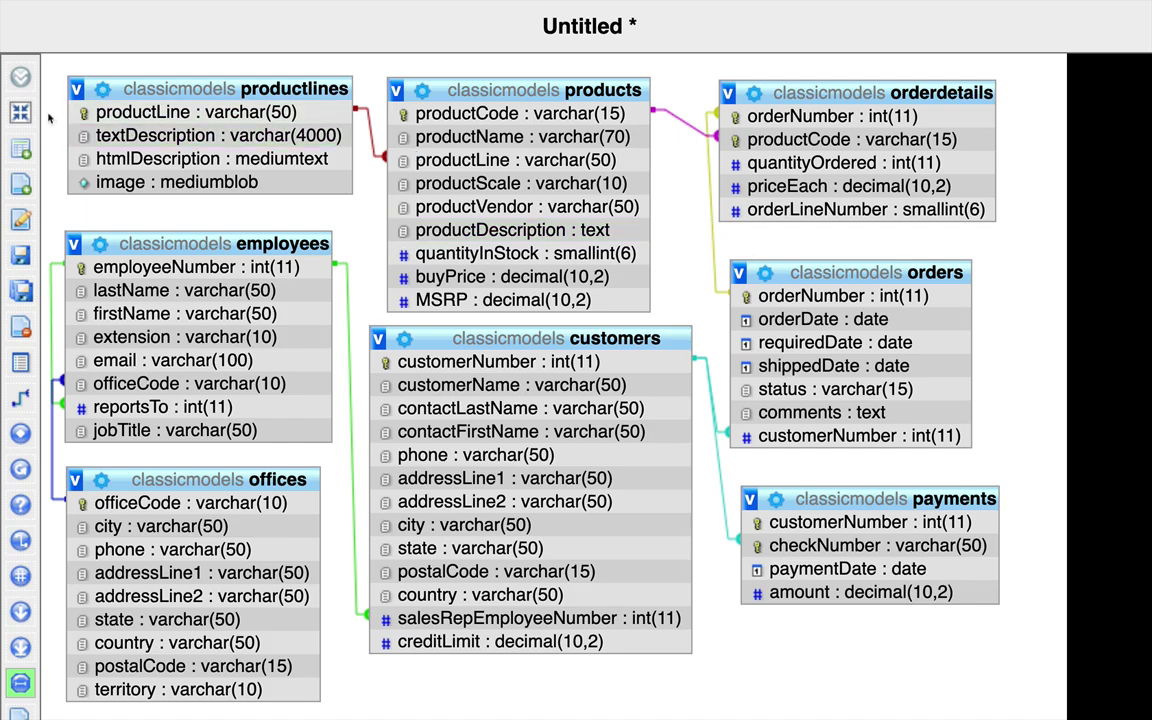 Untitled *
classicmodels productlines
productLine : varchar(50)
textDescription : varchar(4000)
htmlDescription : mediumtext
image : mediumblob
classicmodels products
productCode : varchar(15)
productName : varchar(70)
productLine : varchar(50)
productScale : varchar(10)
productVendor : varchar(50)
productDescription : text
quantityInStock : smallint(6)
buyPrice : decimal(10,2)
MSRP : decimal(10,2)
classicmodels orderdetails
orderNumber : int(11)
productCode : varchar(15)
quantityOrdered : int(11)
priceEach : decimal(10,2)
orderLineNumber : smallint(6)
classicmodels employees
employeeNumber : int(11)
lastName : varchar(50)
firstName : varchar(50)
extension : varchar(10)
email : varchar(100)
officeCode : varchar(10)
reportsTo : int(11)
jobTitle : varchar(50)
classicmodels customers
customerNumber : int(11)
customerName : varchar(50)
contactLastName : varchar(50)
contactFirstName : varchar(50)
phone : varchar(50)
addressLine1 : varchar(50)
addressLine2 : varchar(50)
city : varchar(50)
state : varchar(50)
postalCode : varchar(15)
country : varchar(50)
salesRepEmployeeNumber : int(11)
creditLimit : decimal(10,2)
classicmodels orders
orderNumber : int(11)
orderDate : date
requiredDate : date
shippedDate : date
status : varchar(15)
comments : text
customerNumber : int(11)
classicmodels offices
officeCode : varchar(10)
city : varchar(50)
phone : varchar(50)
addressLine1 : varchar(50)
addressLine2 : varchar(50)
state : varchar(50)
country : varchar(50)
postalCode : varchar(15)
territory : varchar(10)
classicmodels payments
customerNumber : int(11)
checkNumber : varchar(50)
paymentDate : date
amount : decimal(10,2)